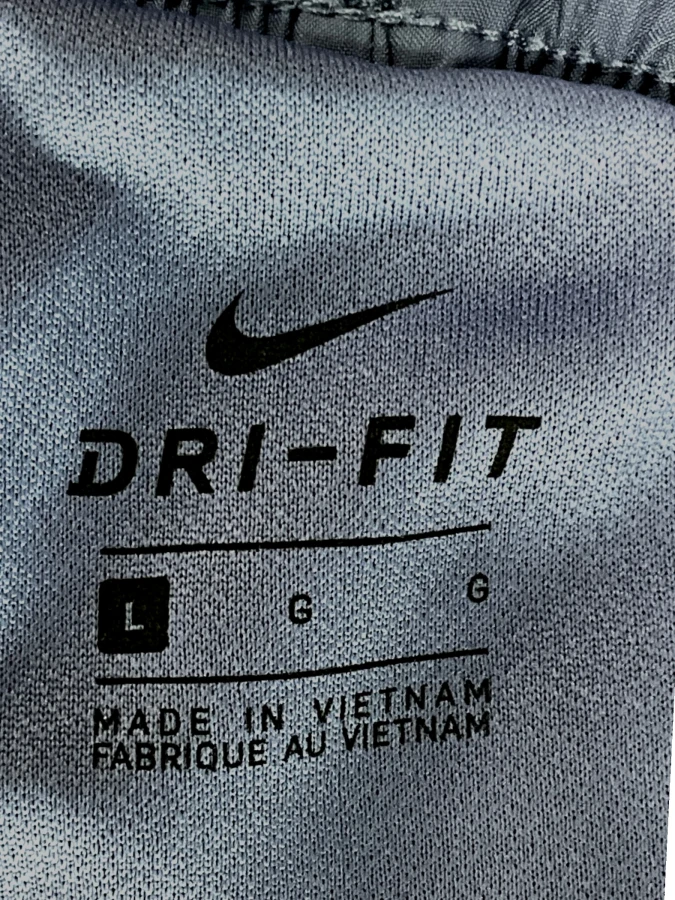 DRI-FIT
L G G
MADE IN VIETNAM
FABRIQUE AU VIETNAM